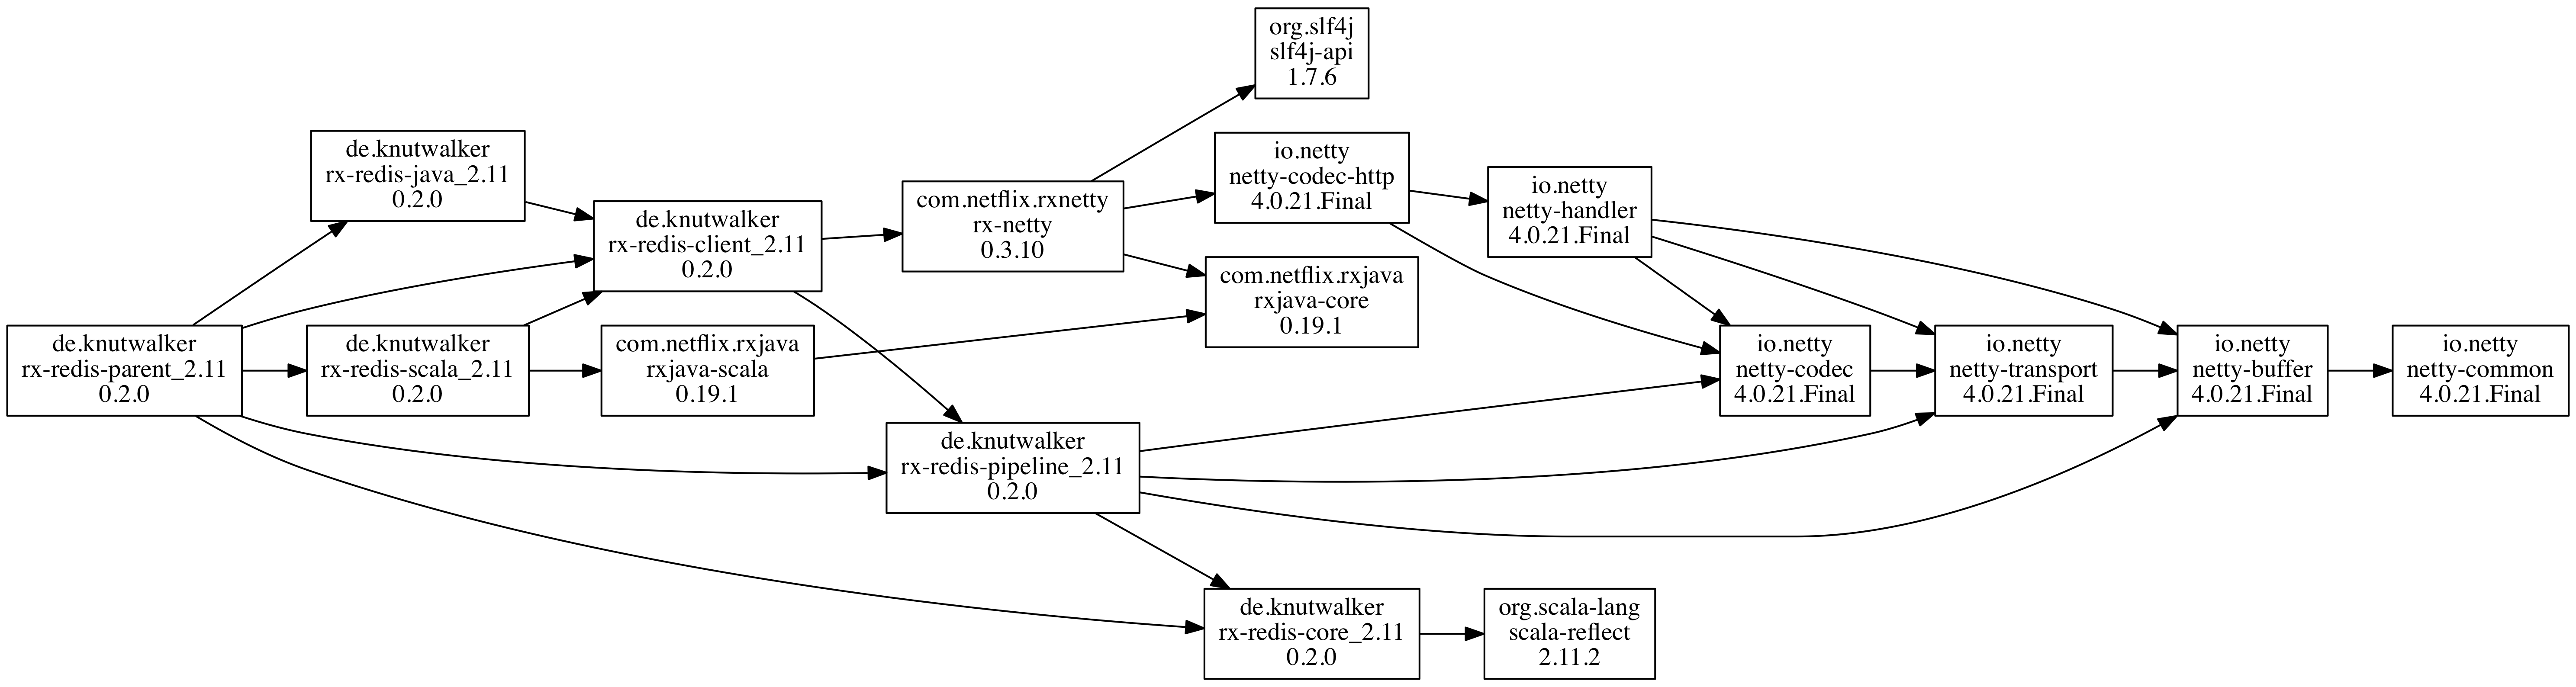 org.slf4j
slf4j-api
1.7.6
de.knutwalker
rx-redis-java_2.11
0.2.0
io.netty
netty-codec-http
4.0.21.Final
io.netty
netty-handler
4.0.21.Final
com.netflix.rxnetty
rx-netty
0.3.10
de.knutwalker
rx-redis-client_2.11
0.2.0
com.netflix.rxjava
rxjava-core
0.19.1
de.knutwalker
rx-redis-parent_2.11
0.2.0
de.knutwalker
rx-redis-scala_2.11
0.2.0
com.netflix.rxjava
rxjava-scala
0.19.1
io.netty
netty-codec
4.0.21.Final
io.netty
netty-transport
4.0.21.Final
io.netty
netty-buffer
4.0.21.Final
io.netty
netty-common
4.0.21.Final
de.knutwalker
rx-redis-pipeline_2.11
0.2.0
de.knutwalker
rx-redis-core_2.11
0.2.0
org.scala-lang
scala-reflect
2.11.2